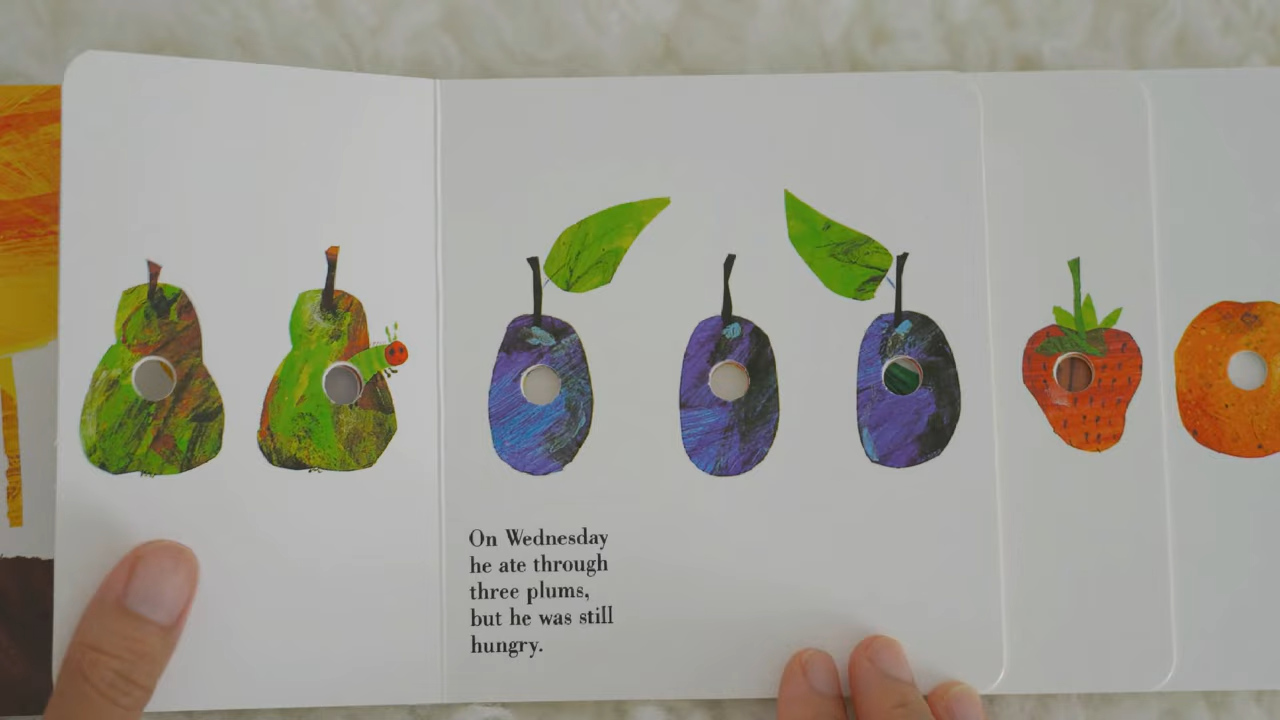 On Wednesday
he ate through
three plums,
but he was still
hungry.